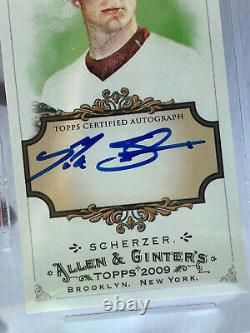 TOPPS CERTIFIED AUTOGRAPH
SCHERZER.
ALLEN & GINTER'S
TOPPS 2009
BROOKLYN, NEW YORK.